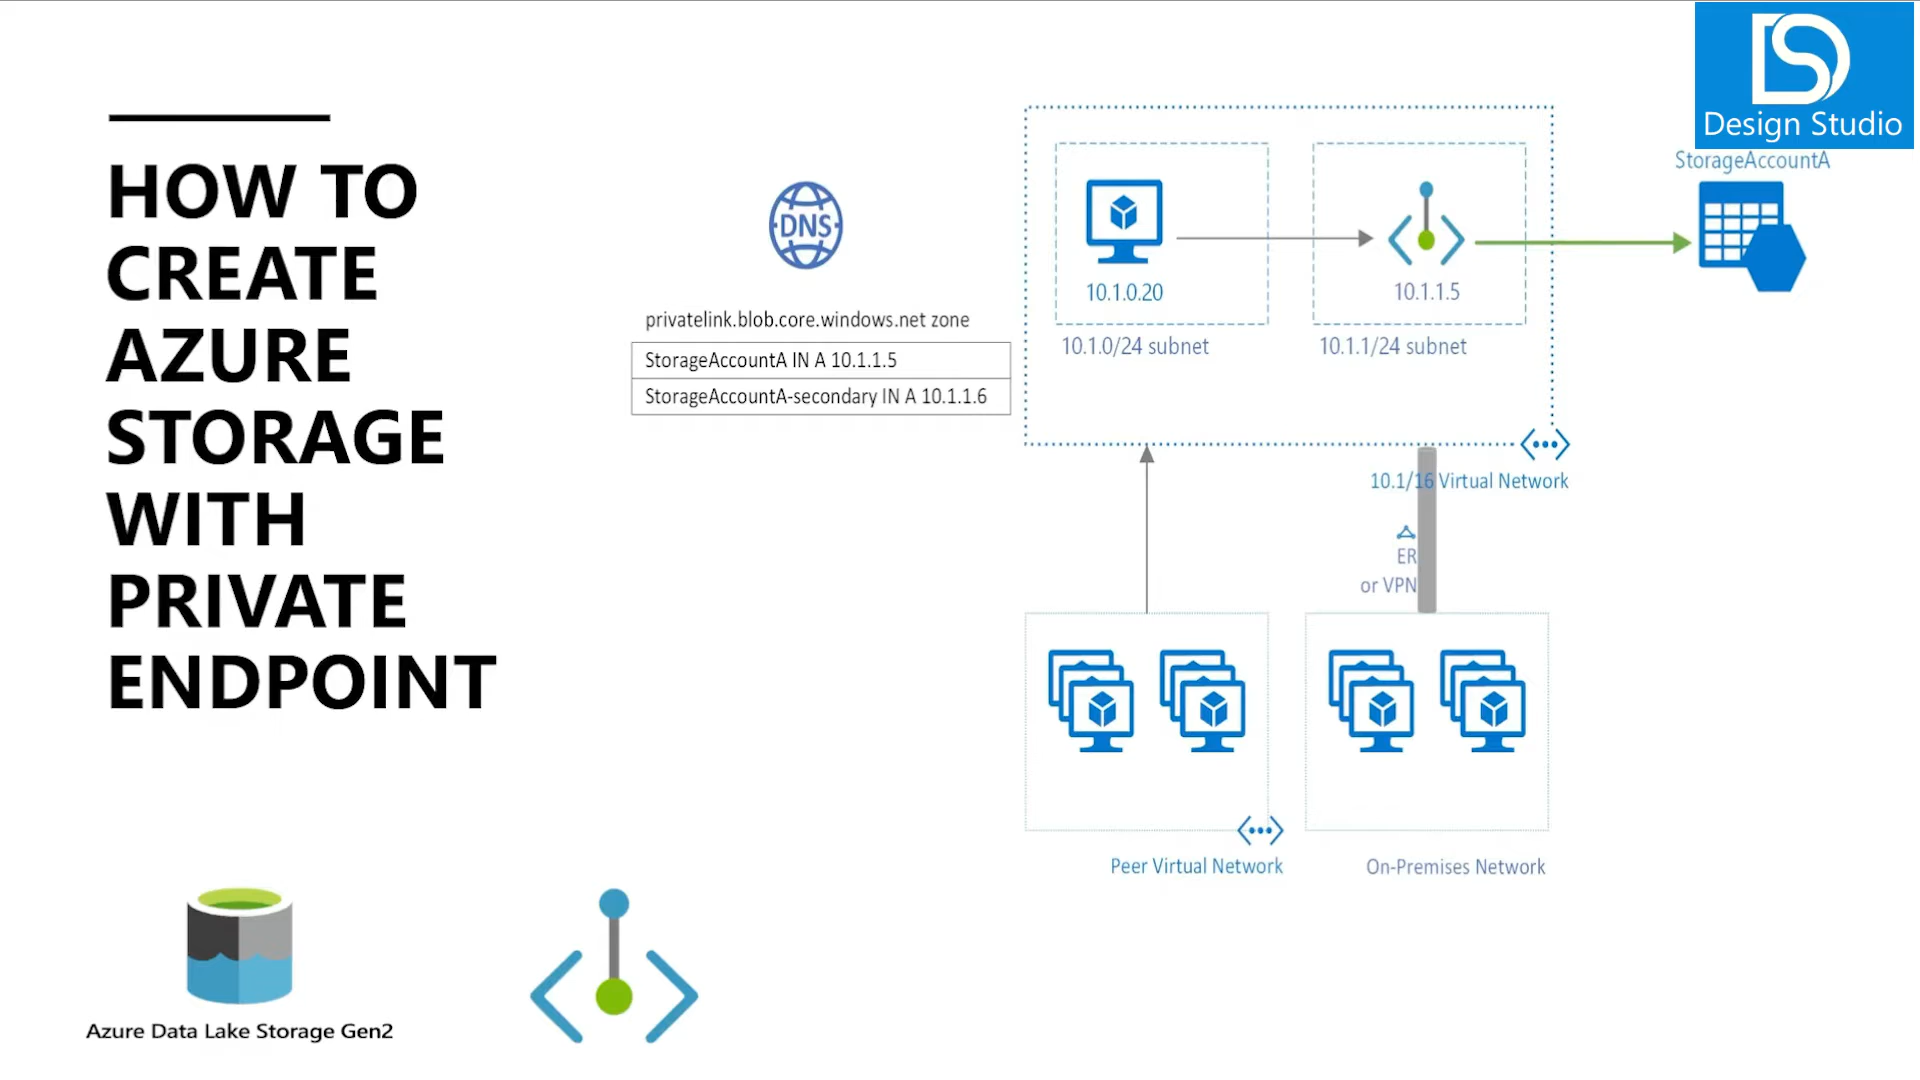 HOW TO
CREATE
AZURE
STORAGE
WITH
PRIVATE
ENDPOINT
Design Studio
StorageAccountA
DNS
privatelink.blob.core.windows.net zone
StorageAccountA IN A 10.1.1.5
StorageAccountA-secondary IN A 10.1.1.6
10.1.0.20
10.1.1.5
10.1.0/24 subnet
10.1.1/24 subnet
10.1/16 Virtual Network
ER
or VPN
Peer Virtual Network
On-Premises Network
Azure Data Lake Storage Gen2